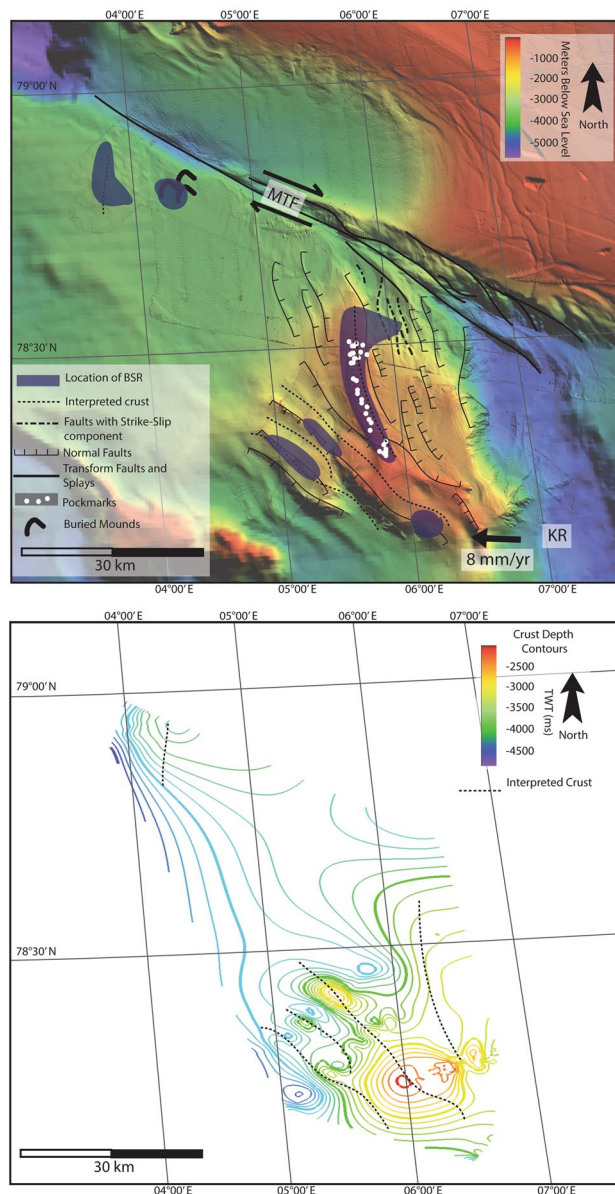 04°00′ E
05°00′ E
06°00′ E
07°00′ E
79°00′ N
Meters Below Sea Level
-1000
-2000
-3000
-4000
-5000
North
MTF
78°30′ N
Location of BSR
Interpreted crust
Faults with Strike-Slip
component
Normal Faults
Transform Faults and
Splays
Pockmarks
Buried Mounds
30 km
KR
8 mm/yr
04°00′ E
05°00′ E
06°00′ E
07°00′ E
04°00′ E
05°00′ E
06°00′ E
07°00′ E
Crust Depth
Contours
79°00′ N
-2500
-3000
-3500
-4000
-4500
TWT (ms)
North
Interpreted Crust
78°30′ N
30 km
04°00′ E
05°00′ E
06°00′ E
07°00′ E